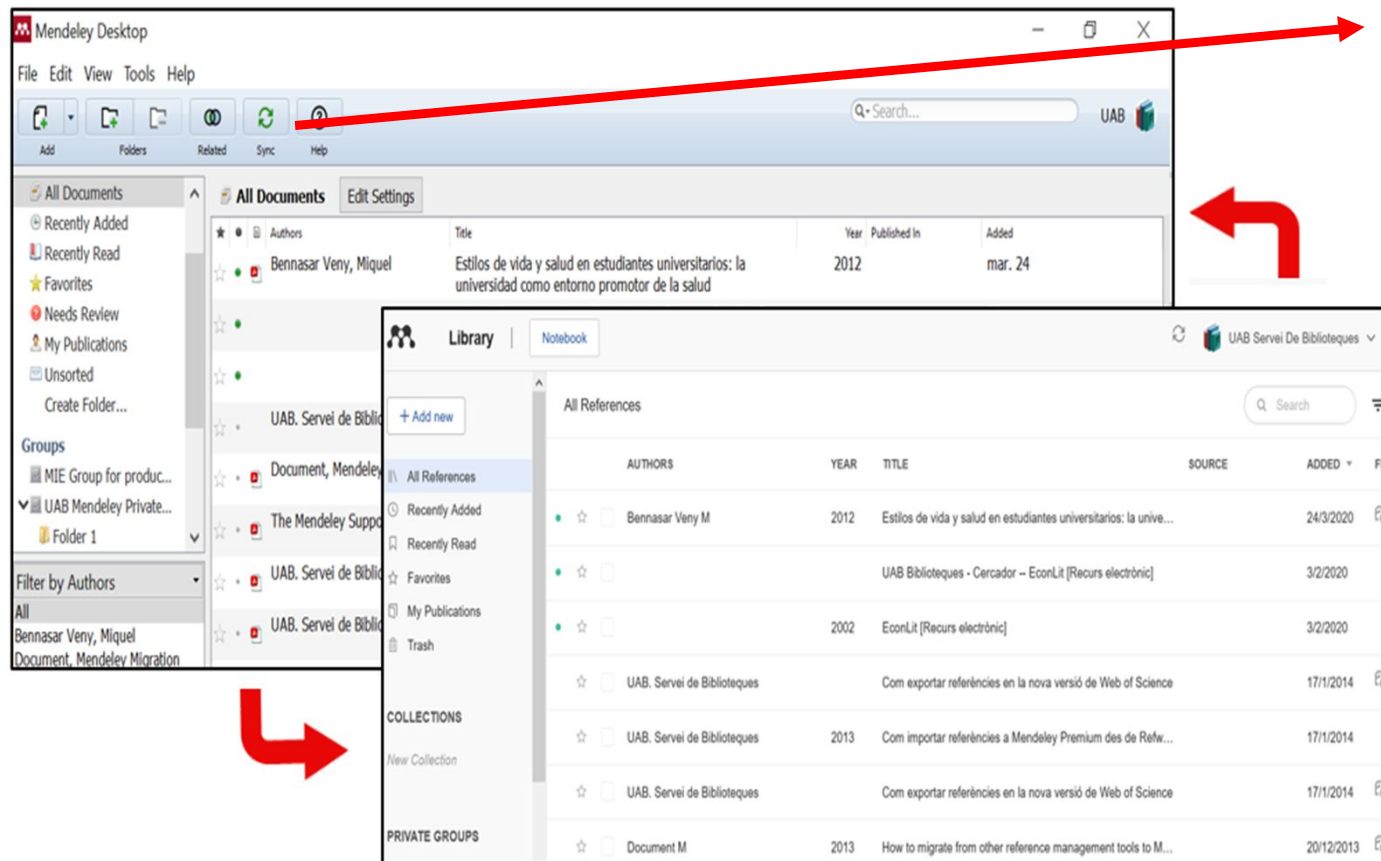 Mendeley Desktop
File Edit View Tools Help
Add Folders Related Sync Help
Search... UAB
All Documents
Recently Added
Recently Read
Favorites
Needs Review
My Publications
Unsorted
Create Folder...
Groups
MIE Group for produc...
UAB Mendeley Private...
Folder 1
Filter by Authors
All
Bennasar Veny, Miquel
Document, Mendeley Migration
All Documents Edit Settings
Authors Title Year Published In Added
Bennasar Veny, Miquel Estilos de vida y salud en estudiantes universitarios: la 2012 mar. 24
universidad como entorno promotor de la salud
UAB. Servei de Biblio
Document, Mendeley
The Mendeley Suppo
UAB. Servei de Biblio
UAB. Servei de Biblio
Library Notebook UAB Servei De Biblioteques
+ Add new
All References
Recently Added
Recently Read
Favorites
My Publications
Trash
COLLECTIONS
New Collection
PRIVATE GROUPS
All References Search
AUTHORS YEAR TITLE SOURCE ADDED
Bennasar Veny M 2012 Estilos de vida y salud en estudiantes universitarios: la unive... 24/3/2020
UAB Biblioteques - Cercador -- EconLit [Recurs electrònic] 3/2/2020
2002 EconLit [Recurs electrònic] 3/2/2020
UAB. Servei de Biblioteques Com exportar referències en la nova versió de Web of Science 17/1/2014
UAB. Servei de Biblioteques 2013 Com importar referències a Mendeley Premium des de Refw... 17/1/2014
UAB. Servei de Biblioteques Com exportar referències en la nova versió de Web of Science 17/1/2014
Document M 2013 How to migrate from other reference management tools to M... 20/12/2013